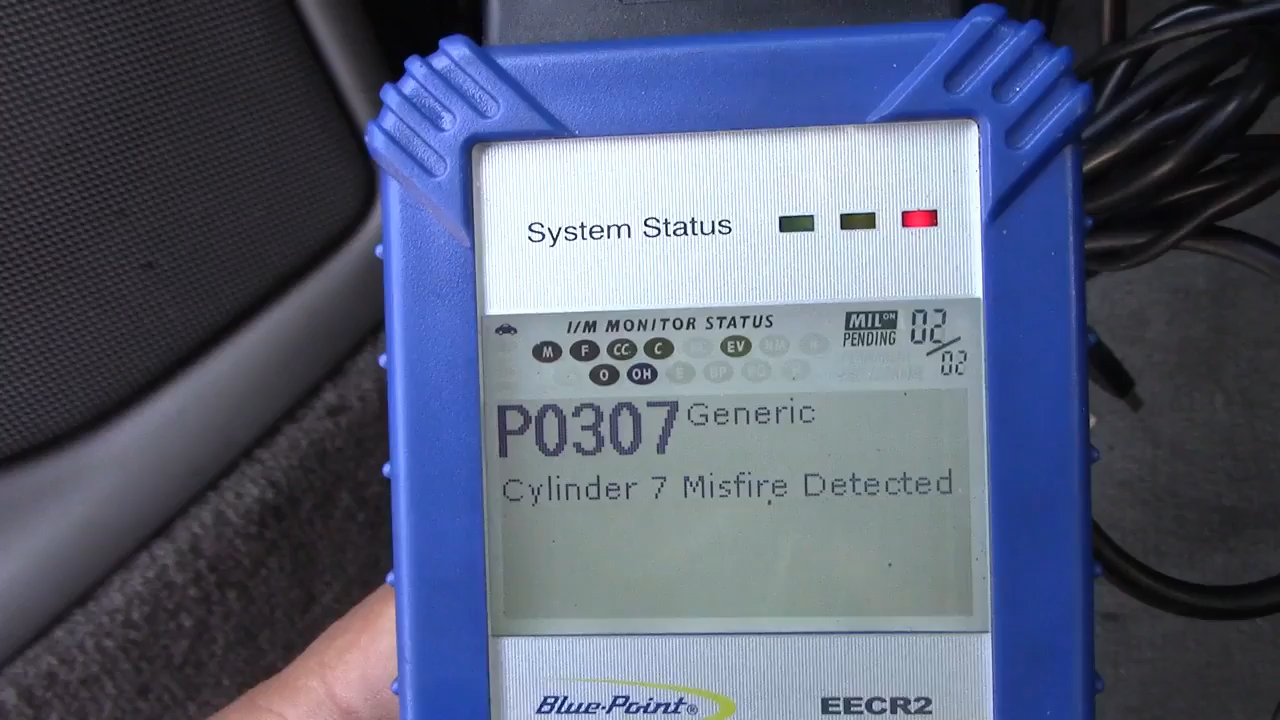 System Status
I/M MONITOR STATUS
MIL ON
PENDING
02/02
M F CC C EV
O OH E BP
P0307 Generic
Cylinder 7 Misfire Detected
Blue-Point®
EECR2